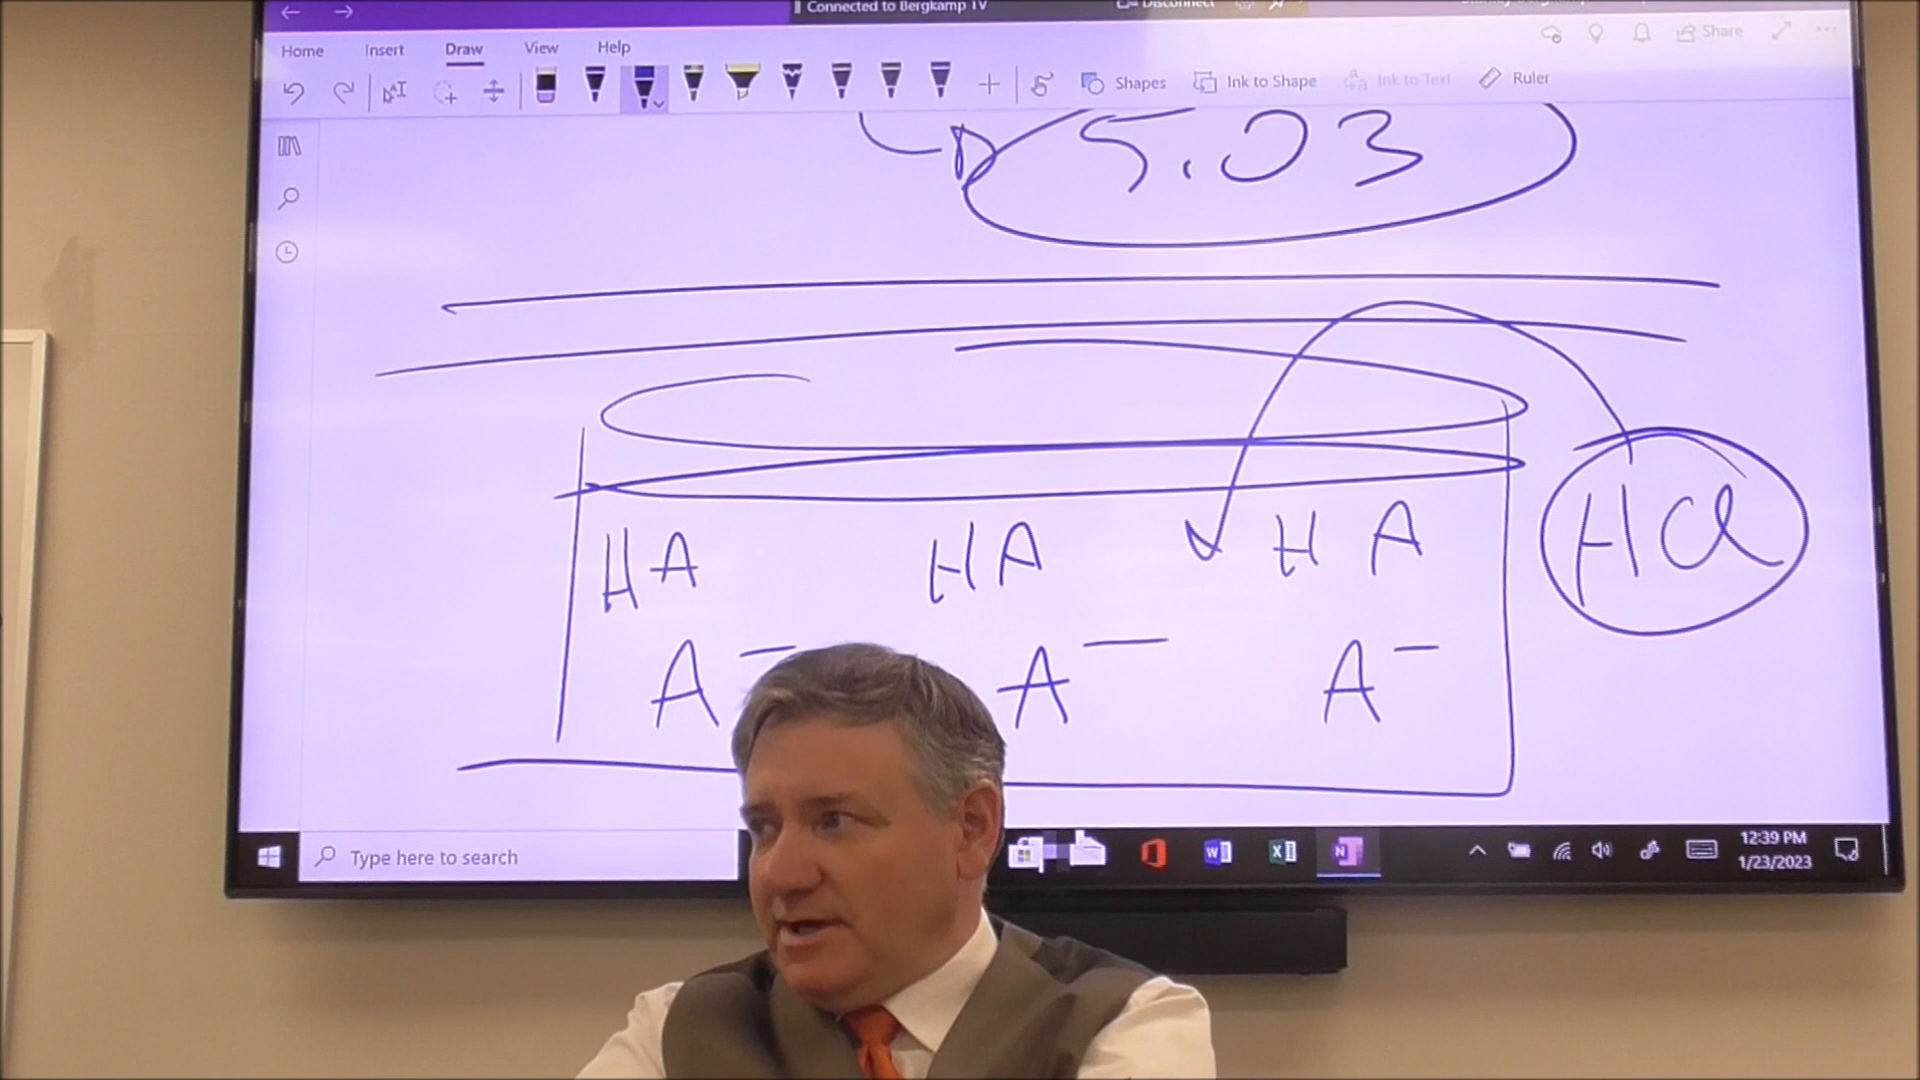 Connected to Bergkamp TV
Disconnect
Home Insert Draw View Help
Share
Shapes Ink to Shape Ink to Text Ruler
5.03
HA HA HA
HCl
A⁻ A⁻ A⁻
Type here to search
12:39 PM
1/23/2023